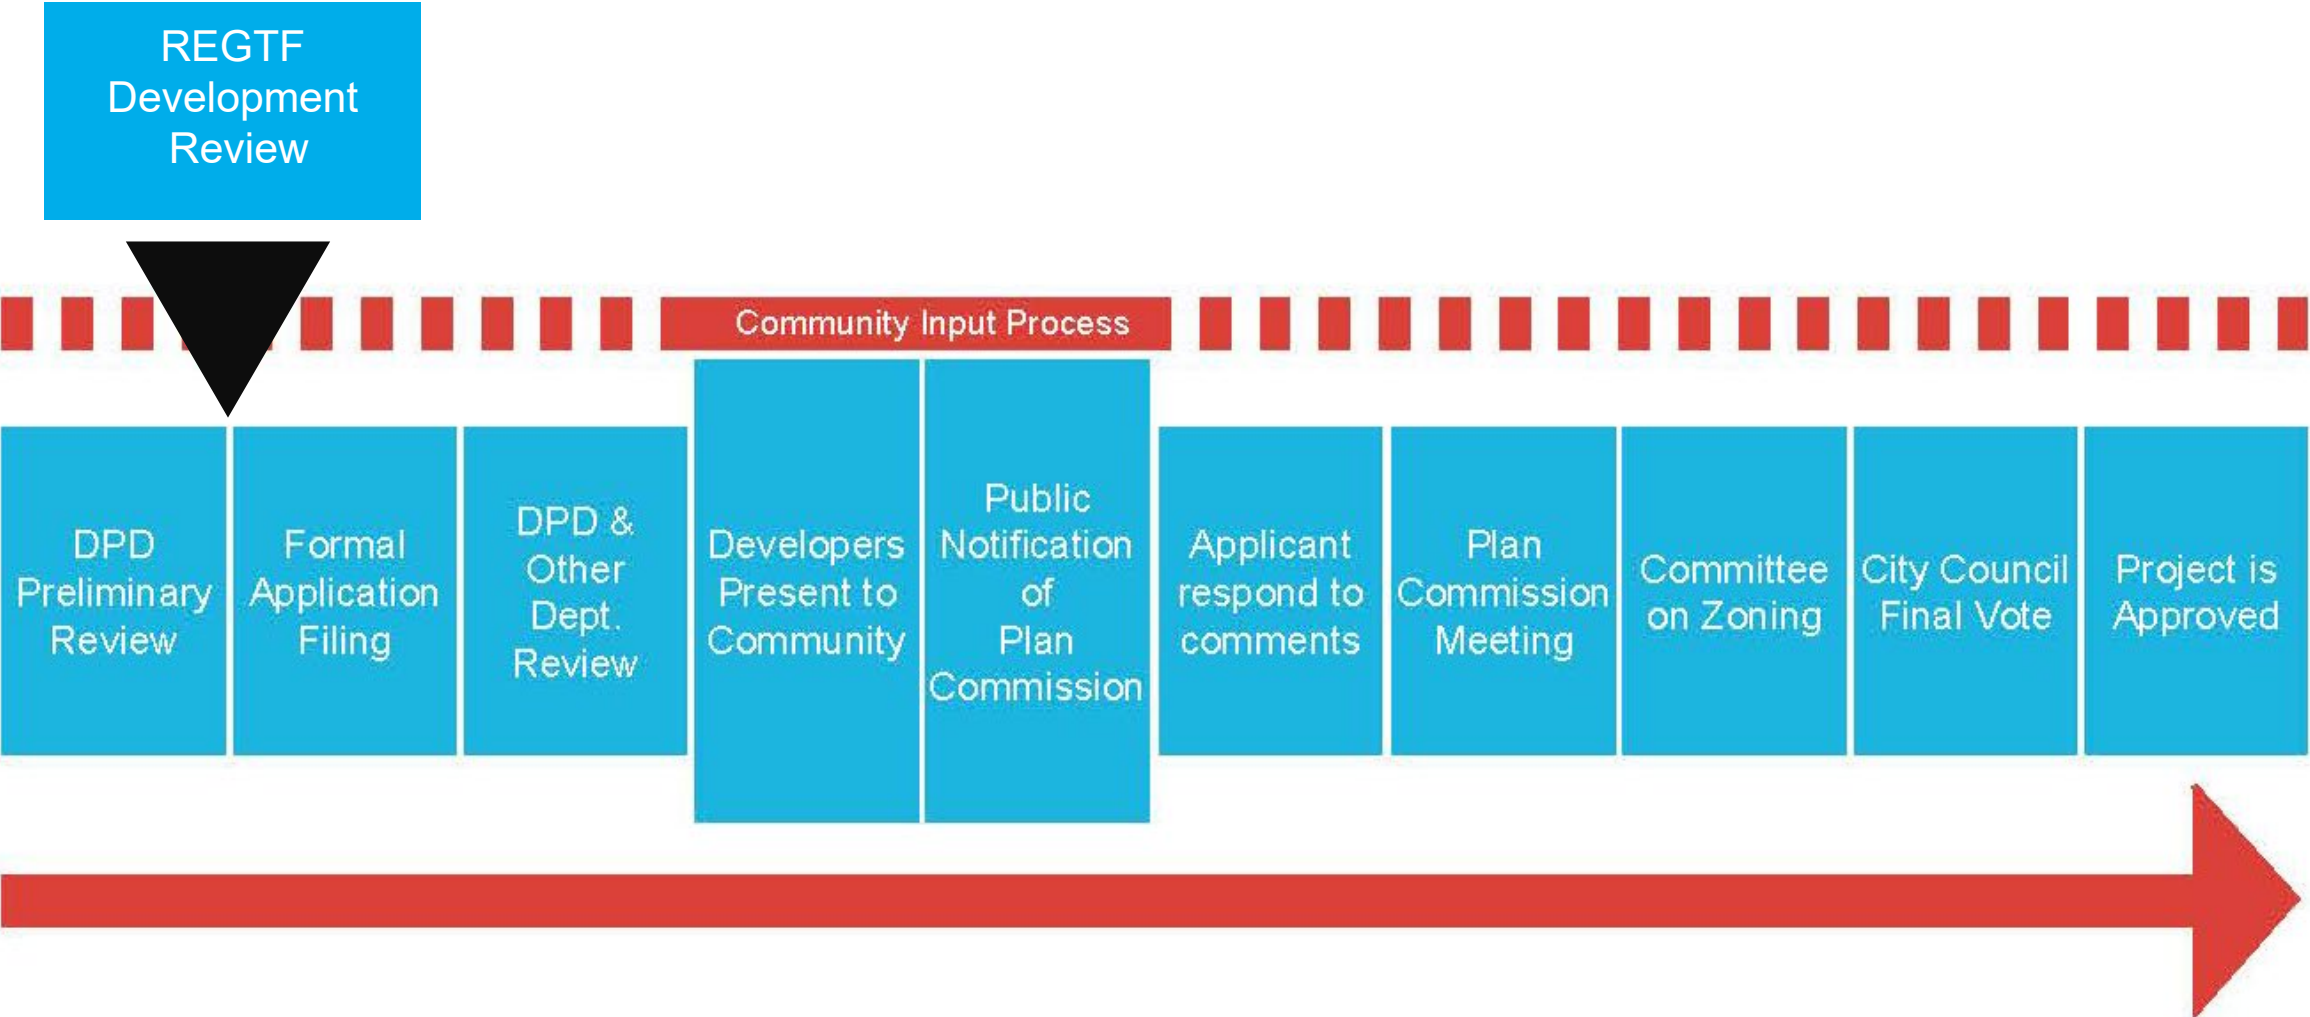 REGTF
Development
Review
Community Input Process
DPD
Preliminary
Review
Formal
Application
Filing
DPD &
Other
Dept.
Review
Developers
Present to
Community
Public
Notification
of
Plan
Commission
Applicant
respond to
comments
Plan
Commission
Meeting
Committee
on Zoning
City Council
Final Vote
Project is
Approved